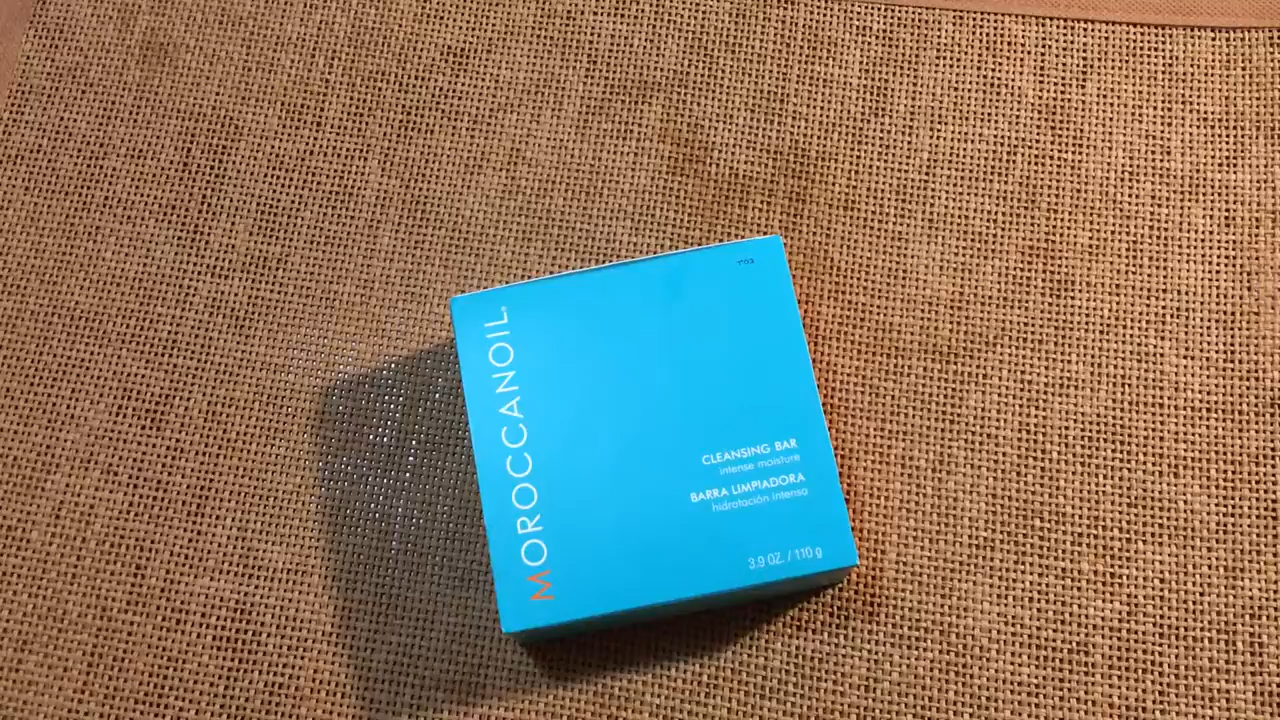 MOROCCANOIL®
CLEANSING BAR
intense moisture
BARRA LIMPIADORA
hidratación intensa
3.9 OZ. / 110 g